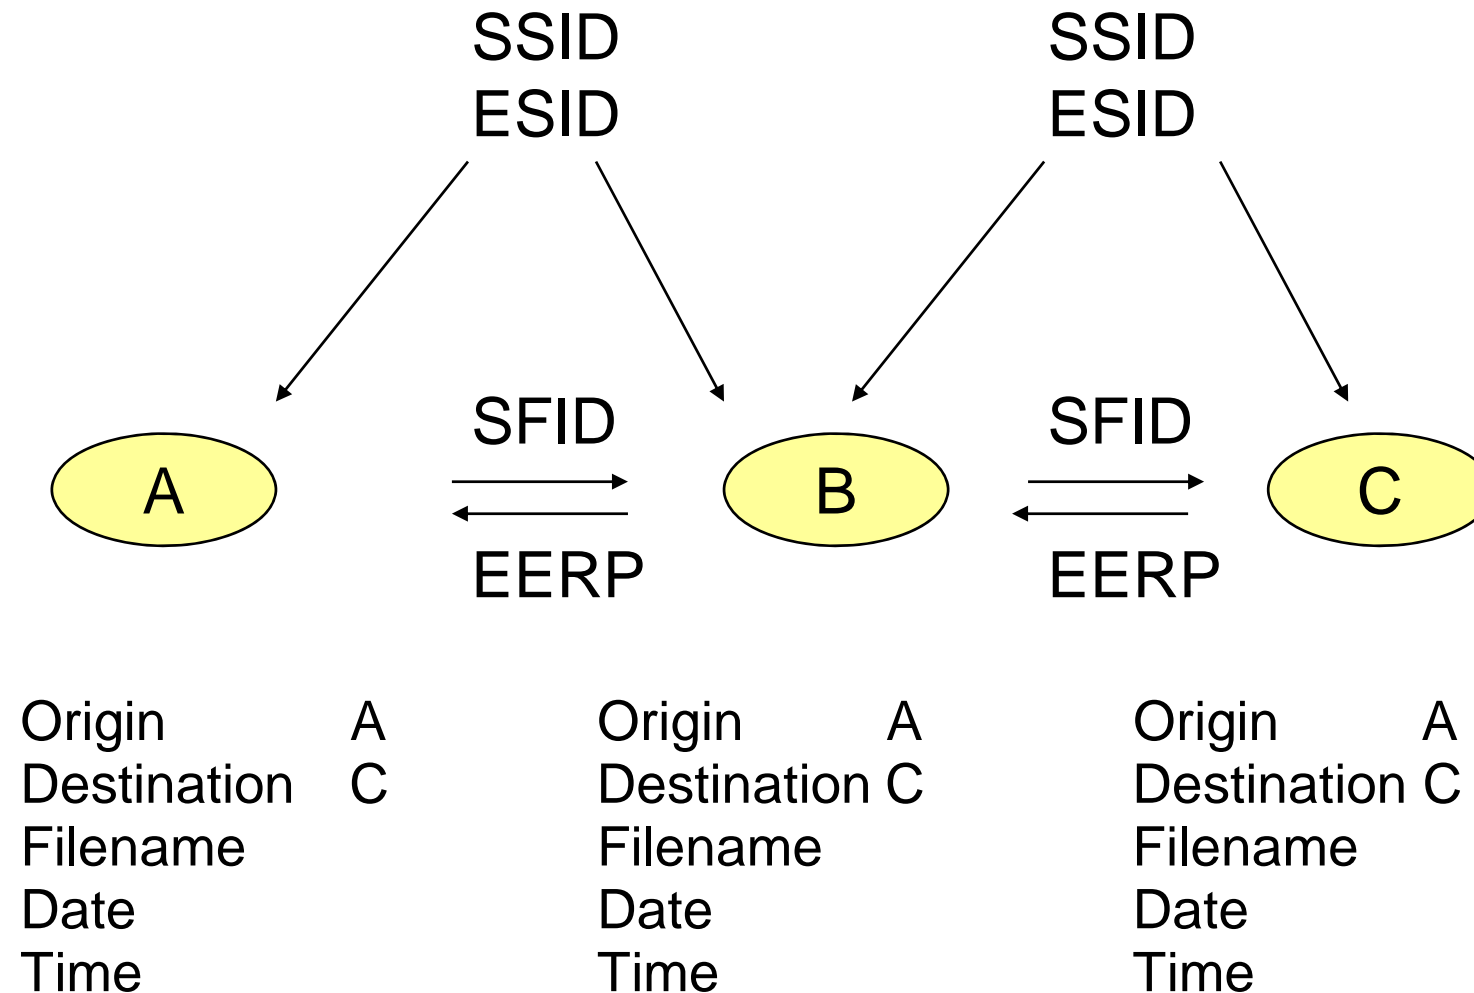 SSID SSID
ESID ESID
SFID SFID
A B C
EERP EERP
Origin A Origin A Origin A
Destination C Destination C Destination C
Filename Filename Filename
Date Date Date
Time Time Time